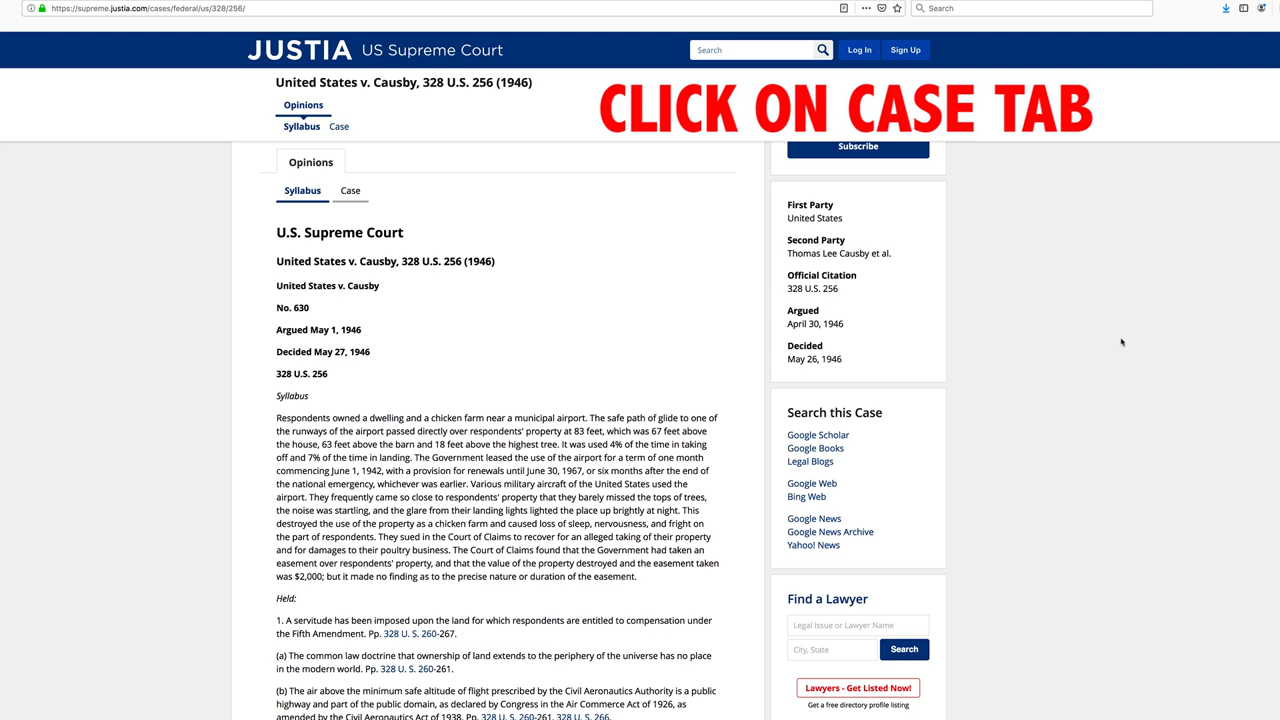 https://supreme.justia.com/cases/federal/us/328/256/
Search
JUSTIA US Supreme Court
Search
Log In
Sign Up
United States v. Causby, 328 U.S. 256 (1946)
Opinions
Syllabus Case
CLICK ON CASE TAB
Opinions
Syllabus Case
U.S. Supreme Court
United States v. Causby, 328 U.S. 256 (1946)
United States v. Causby
No. 630
Argued May 1, 1946
Decided May 27, 1946
328 U.S. 256
Syllabus
Respondents owned a dwelling and a chicken farm near a municipal airport. The safe path of glide to one of
the runways of the airport passed directly over respondents' property at 83 feet, which was 67 feet above
the house, 63 feet above the barn and 18 feet above the highest tree. It was used 4% of the time in taking
off and 7% of the time in landing. The Government leased the use of the airport for a term of one month
commencing June 1, 1942, with a provision for renewals until June 30, 1967, or six months after the end of
the national emergency, whichever was earlier. Various military aircraft of the United States used the
airport. They frequently came so close to respondents' property that they barely missed the tops of trees,
the noise was startling, and the glare from their landing lights lighted the place up brightly at night. This
destroyed the use of the property as a chicken farm and caused loss of sleep, nervousness, and fright on
the part of respondents. They sued in the Court of Claims to recover for an alleged taking of their property
and for damages to their poultry business. The Court of Claims found that the Government had taken an
easement over respondents' property, and that the value of the property destroyed and the easement taken
was $2,000; but it made no finding as to the precise nature or duration of the easement.
Held:
1. A servitude has been imposed upon the land for which respondents are entitled to compensation under
the Fifth Amendment. Pp. 328 U. S. 260-267.
(a) The common law doctrine that ownership of land extends to the periphery of the universe has no place
in the modern world. Pp. 328 U. S. 260-261.
(b) The air above the minimum safe altitude of flight prescribed by the Civil Aeronautics Authority is a public
highway and part of the public domain, as declared by Congress in the Air Commerce Act of 1926, as
amended by the Civil Aeronautics Act of 1938. Pp. 328 U. S. 260-261, 328 U. S. 266.
Subscribe
First Party
United States
Second Party
Thomas Lee Causby et al.
Official Citation
328 U.S. 256
Argued
April 30, 1946
Decided
May 26, 1946
Search this Case
Google Scholar
Google Books
Legal Blogs
Google Web
Bing Web
Google News
Google News Archive
Yahoo! News
Find a Lawyer
Legal Issue or Lawyer Name
City, State
Search
Lawyers - Get Listed Now!
Get a free directory profile listing